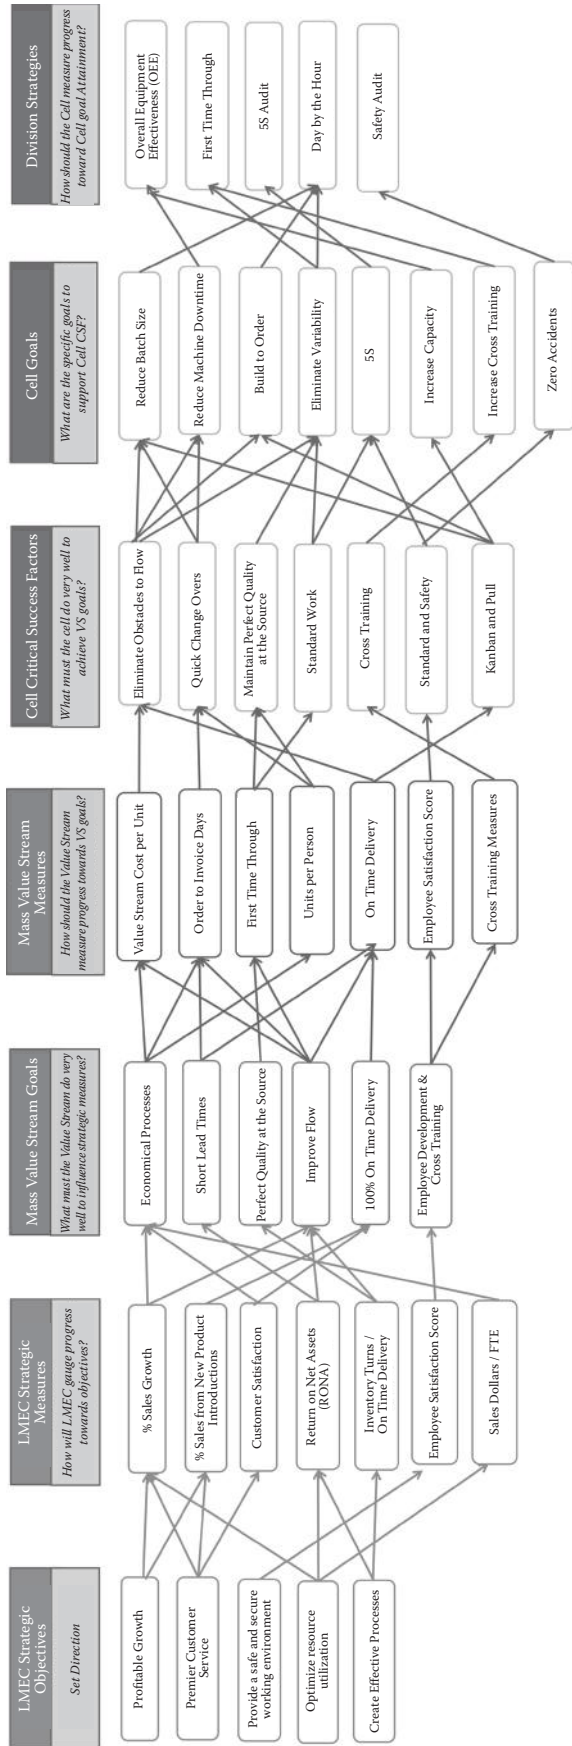 LMEC Strategic
Objectives
Set Direction
Profitable Growth
Premier Customer
Service
Provide a safe and secure
working environment
Optimize resource
utilization
Create Effective Processes
LMEC Strategic
Measures
How will LMEC gauge progress
towards objectives?
% Sales Growth
% Sales from New Product
Introductions
Customer Satisfaction
Return on Net Assets
(RONA)
Inventory Turns /
On Time Delivery
Employee Satisfaction Score
Sales Dollars / FTE
Mass Value Stream Goals
What must the Value Stream do very
well to influence strategic measures?
Economical Processes
Short Lead Times
Perfect Quality at the Source
Improve Flow
100% On Time Delivery
Employee Development &
Cross Training
Mass Value Stream
Measures
How should the Value Stream
measure progress towards VS goals?
Value Stream Cost per Unit
Order to Invoice Days
First Time Through
Units per Person
On Time Delivery
Employee Satisfaction Score
Cross Training Measures
Cell Critical Success Factors
What must the cell do very well to
achieve VS goals?
Eliminate Obstades to Flow
Quick Change Overs
Maintain Perfect Quality
at the Source
Standard Work
Cross Training
Standard and Safety
Kanban and Pull
Cell Goals
What are the specific goals to
support Cell CSF?
Reduce Batch Size
Reduce Machine Downtime
Build to Order
Eliminate Variability
5S
Increase Capacity
Increase Cross Training
Zero Accidents
Division Strategies
How should the Cell measure progress
toward Cell goal Attainment?
Overall Equipment
Effectiveness (OEE)
First Time Through
5S Audit
Day by the Hour
Safety Audit